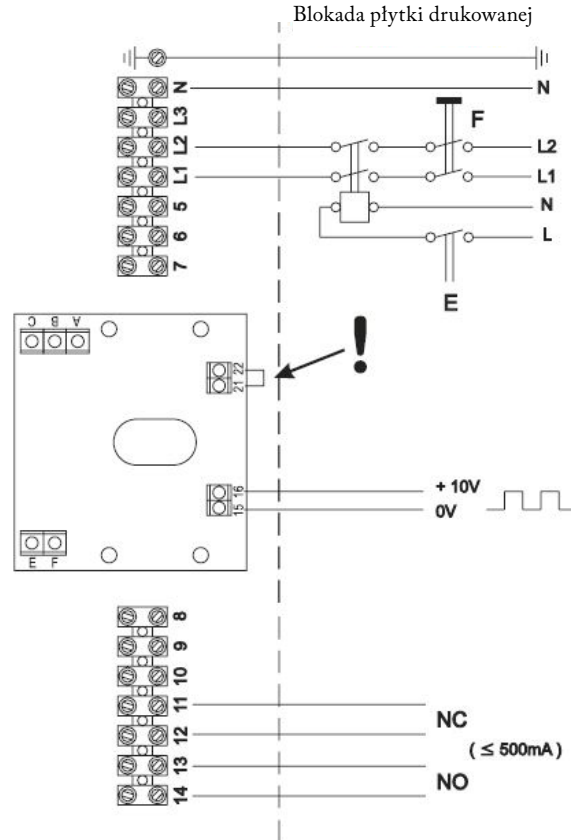 Blokada płytki drukowanej
N
L3
L2
L1
5
6
7
N
F
L2
L1
N
L
E
C B A
22
21
!
16
15
+ 10V
0V
E F
8
9
10
11
12
13
14
NC
( ≤ 500mA )
NO